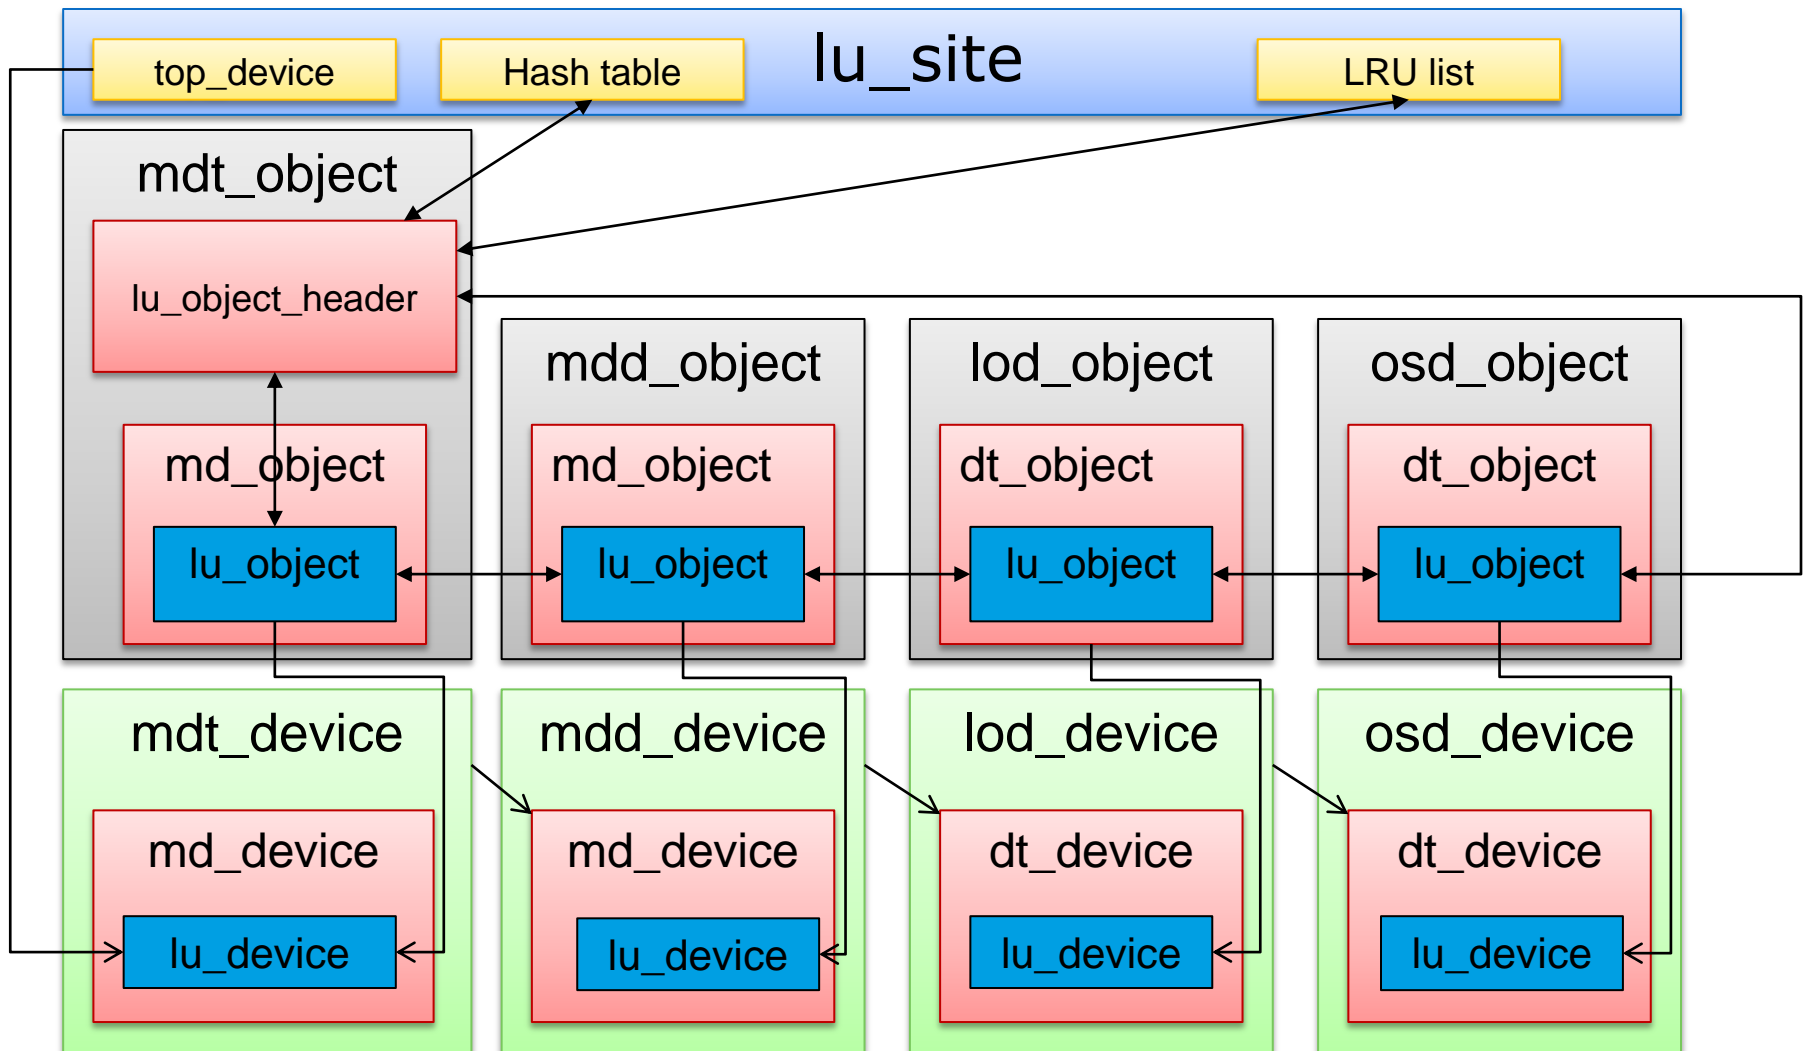 top_device
Hash table
lu_site
LRU list
mdt_object
lu_object_header
md_object
lu_object
mdd_object
md_object
lu_object
lod_object
dt_object
lu_object
osd_object
dt_object
lu_object
mdt_device
md_device
lu_device
mdd_device
md_device
lu_device
lod_device
dt_device
lu_device
osd_device
dt_device
lu_device